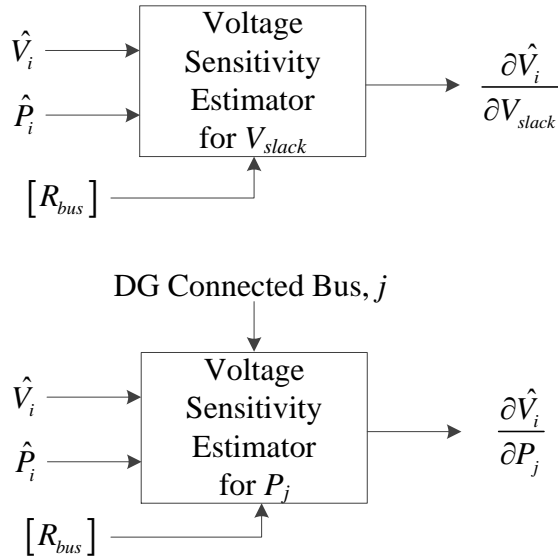 V̂_i
P̂_i
[R_bus]
Voltage
Sensitivity
Estimator
for V_slack
∂V̂_i
∂V_slack
DG Connected Bus, j
V̂_i
P̂_i
[R_bus]
Voltage
Sensitivity
Estimator
for P_j
∂V̂_i
∂P_j